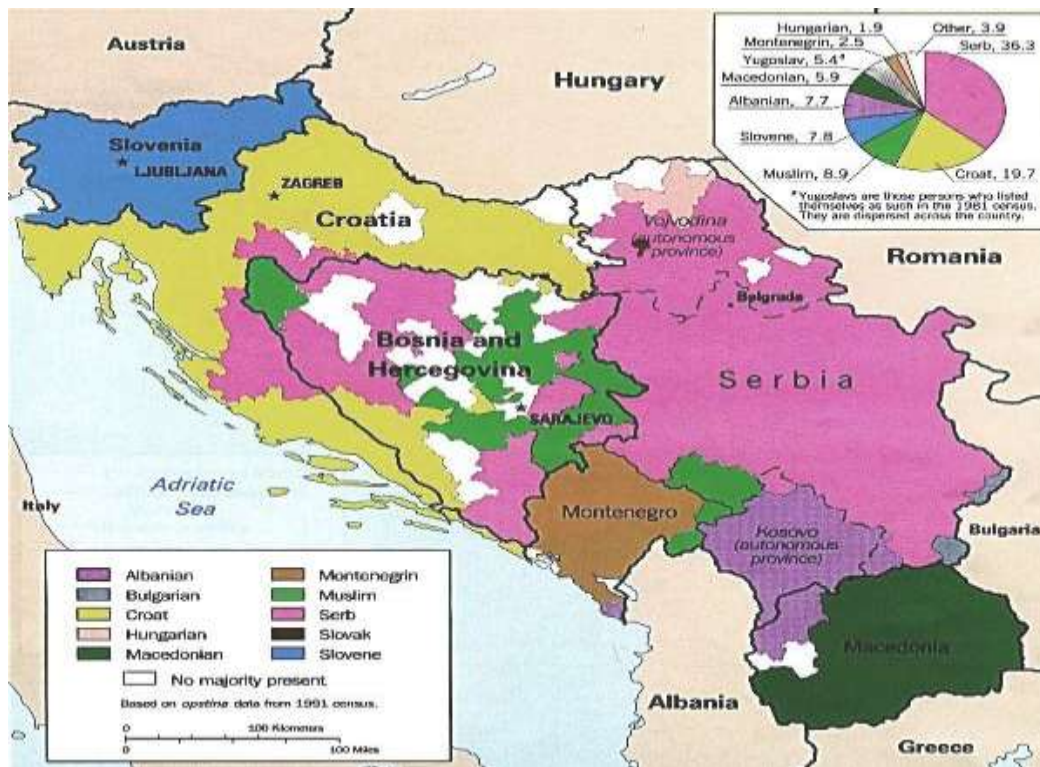 Austria
Hungary
Hungarian, 1.9
Other, 3.9
Montenegrin, 2.5
Serb, 36.3
Yugoslav, 5.4*
Macedonian, 5.9
Albanian, 7.7
Slovene, 7.8
Muslim, 8.9
Croat, 19.7
*Yugoslavs are those persons who listed
themselves as such in the 1981 census.
They are dispersed across the country.
Slovenia
LJUBLJANA
ZAGREB
Croatia
Vojvodina
(autonomous
province)
Romania
Belgrade
Bosnia and
Hercegovina
Serbia
SARAJEVO
Adriatic
Sea
Italy
Montenegro
Kosovo
(autonomous
province)
Bulgaria
Macedonia
Albania
Greece
Albanian
Bulgarian
Croat
Hungarian
Macedonian
Montenegrin
Muslim
Serb
Slovak
Slovene
No majority present
Based on opstina data from 1991 census.
0 100 Kilometers
0 100 Miles